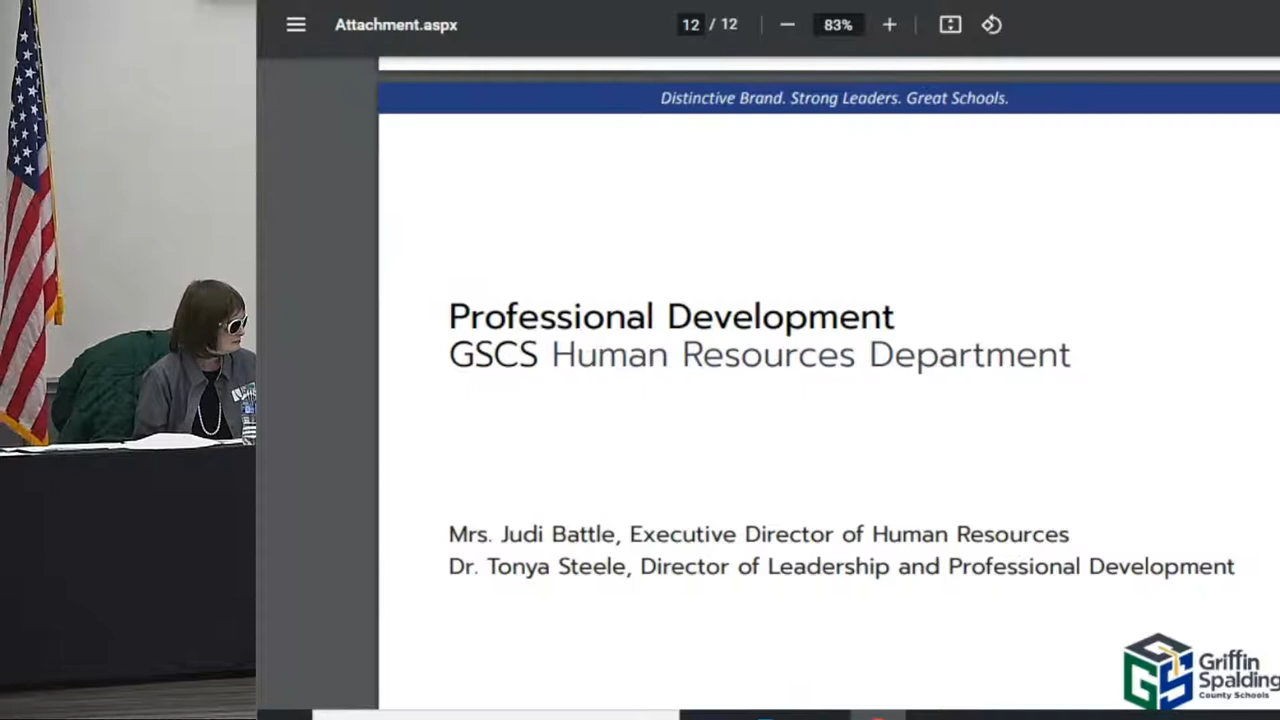 Attachment.aspx
12 / 12
83%
Distinctive Brand. Strong Leaders. Great Schools.
Professional Development
GSCS Human Resources Department
Mrs. Judi Battle, Executive Director of Human Resources
Dr. Tonya Steele, Director of Leadership and Professional Development
Griffin
Spalding
County Schools